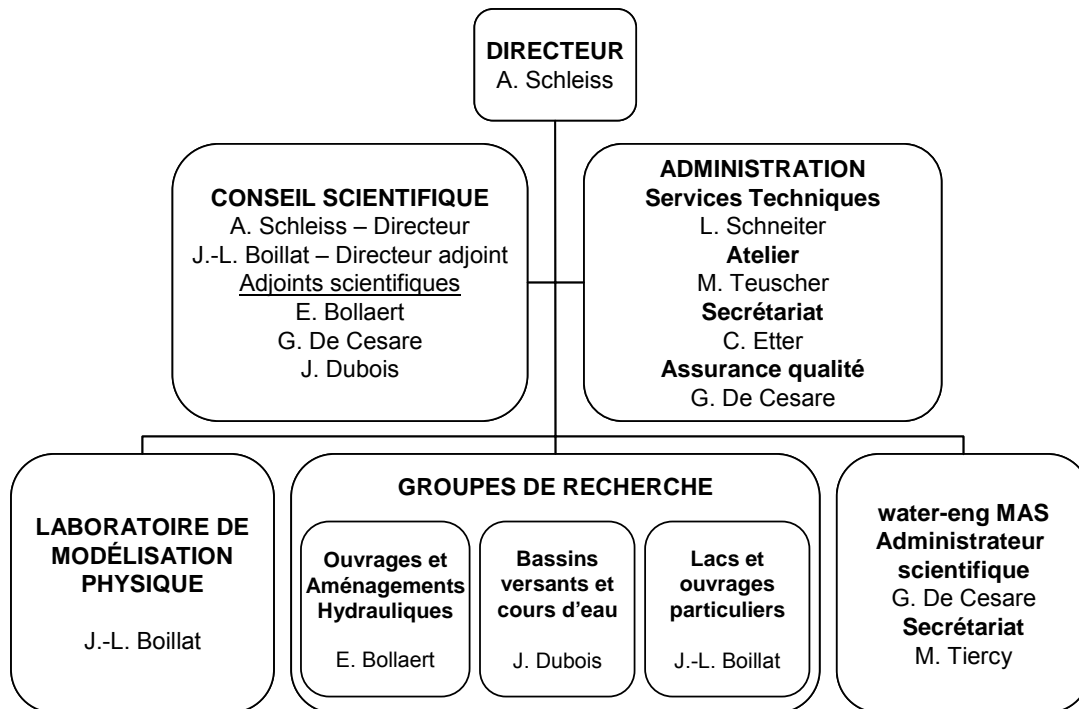 DIRECTEUR
A. Schleiss
CONSEIL SCIENTIFIQUE
A. Schleiss – Directeur
J.-L. Boillat – Directeur adjoint
Adjoints scientifiques
E. Bollaert
G. De Cesare
J. Dubois
ADMINISTRATION
Services Techniques
L. Schneiter
Atelier
M. Teuscher
Secrétariat
C. Etter
Assurance qualité
G. De Cesare
LABORATOIRE DE
MODÉLISATION
PHYSIQUE
J.-L. Boillat
GROUPES DE RECHERCHE
Ouvrages et
Aménagements
Hydrauliques
E. Bollaert
Bassins
versants et
cours d’eau
J. Dubois
Lacs et
ouvrages
particuliers
J.-L. Boillat
water-eng MAS
Administrateur
scientifique
G. De Cesare
Secrétariat
M. Tiercy